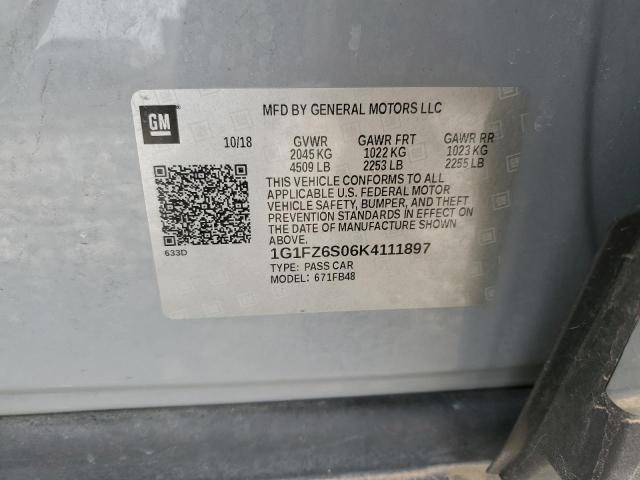 GM
MFD BY GENERAL MOTORS LLC
10/18 GVWR GAWR FRT GAWR RR
2045 KG 1022 KG 1023 KG
4509 LB 2253 LB 2255 LB
THIS VEHICLE CONFORMS TO ALL
APPLICABLE U.S. FEDERAL MOTOR
VEHICLE SAFETY, BUMPER, AND THEFT
PREVENTION STANDARDS IN EFFECT ON
THE DATE OF MANUFACTURE SHOWN
ABOVE.
633D
1G1FZ6S06K4111897
TYPE: PASS CAR
MODEL: 671FB48